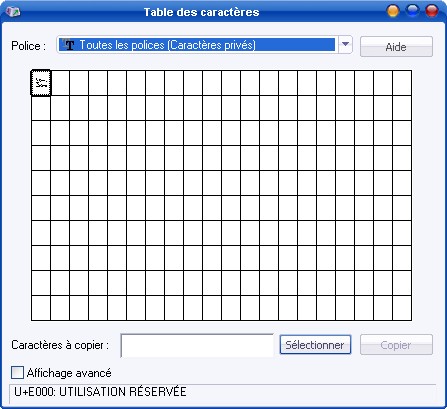 Table des caractères
Police : Toutes les polices (Caractères privés) Aide
Caractères à copier : Sélectionner Copier
Affichage avancé
U+E000: UTILISATION RÉSERVÉE